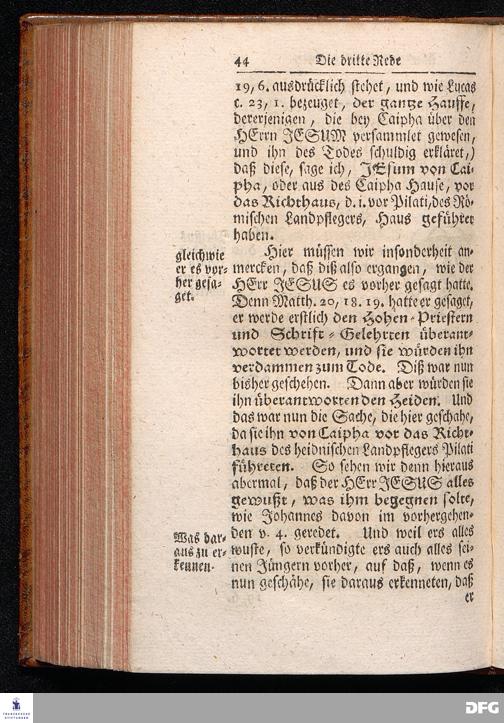 44 Die dritte Rede
19, 6. ausdrücklich stehet, und wie Lucas
c. 23, 1. bezeuget, der gantze Hauffe,
dererjenigen, die bey Caipha über den
HErrn JESUM versammlet gewesen,
und ihn des Todes schuldig erkläret,)
daß diese, sage ich, JEsum von Cai-
pha, oder aus des Caipha Hause, vor
das Richthaus, d. i. vor Pilati, des Rö-
mischen Landpflegers, Haus geführet
haben.
gleichwie
er es vor-
her gesa-
get.
Hier müssen wir insonderheit an-
mercken, daß diß also ergangen, wie der
HErr JESUS es vorher gesagt hatte.
Denn Matth. 20, 18. 19. hatte er gesaget,
er werde erstlich den Hohen-Priestern
und Schrift-Gelehrten überant-
wortet werden, und sie würden ihn
verdammen zum Tode. Diß war nun
bisher geschehen. Dann aber würden sie
ihn überantworten den Heiden. Und
das war nun die Sache, die hier geschahe,
da sie ihn von Caipha vor das Richt-
haus des heidnischen Landpflegers Pilati
führeten. So sehen wir denn hieraus
abermal, daß der HErr JESUS alles
gewußt, was ihm begegnen solte,
wie Johannes davon im vorhergehen-
den v. 4. geredet. Und weil ers alles
Was dar-
aus zu er-
kennen.
wuste, so verkündigte ers auch alles sei-
nen Jüngern vorher, auf daß, wenn es
nun geschähe, sie daraus erkenneten, daß
er
FRANCKESCHE STIFTUNGEN
DFG